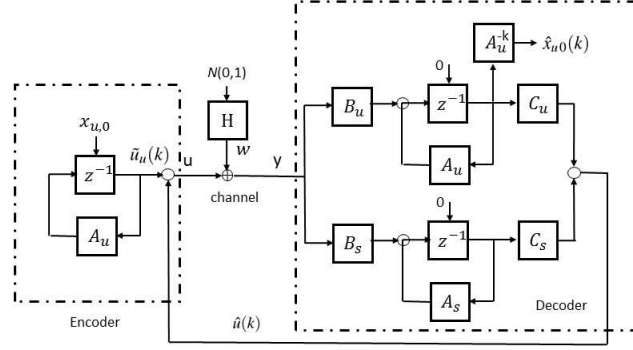 A_u^{-k}
x̂_{u0}(k)
0
N(0,1)
B_u
z^{-1}
C_u
H
x_{u,0}
ũ_u(k)
u
w
y
A_u
z^{-1}
channel
0
A_u
B_s
z^{-1}
C_s
A_s
Encoder
û(k)
Decoder